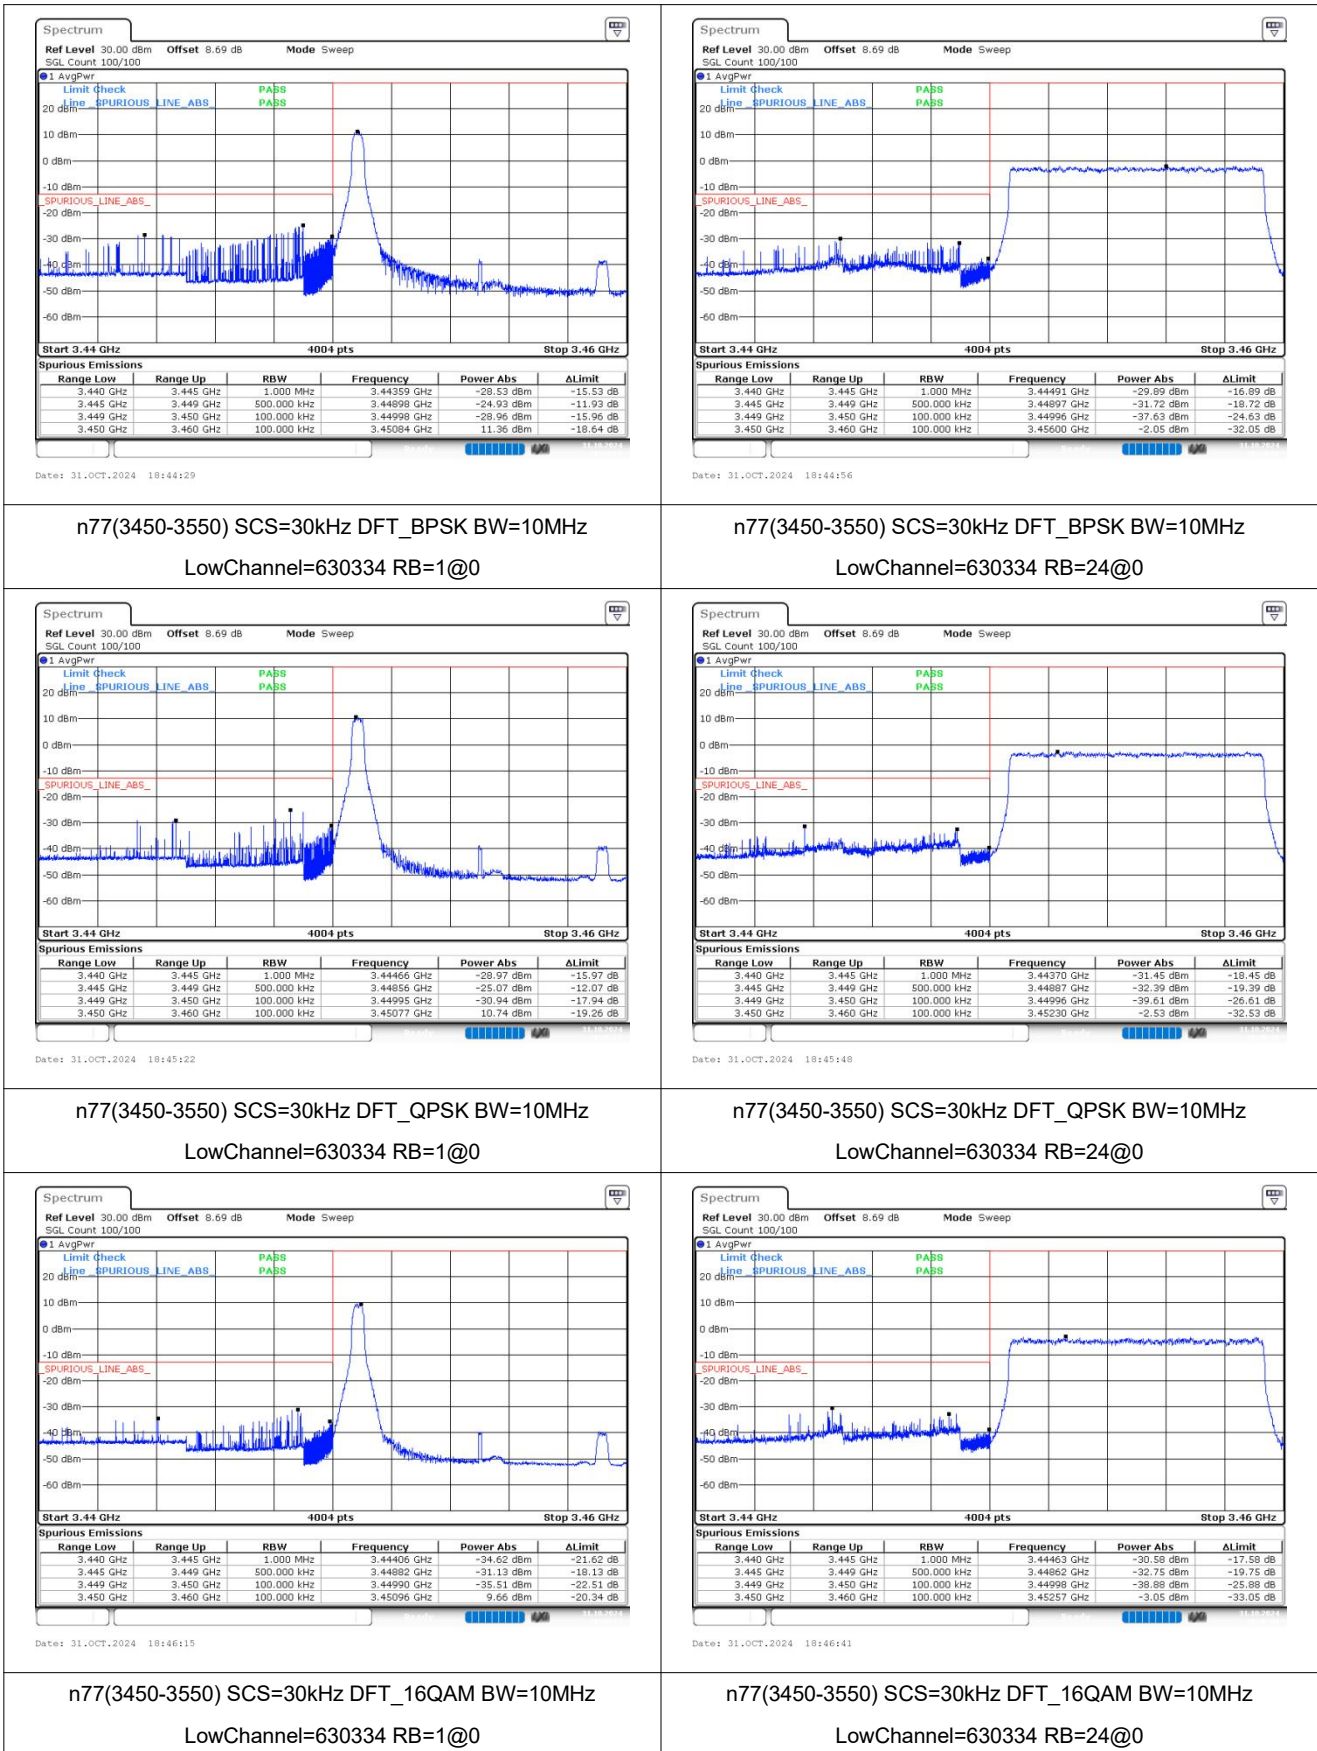 Spectrum
Ref Level 30.00 dBm Offset 8.69 dB Mode Sweep
SGL Count 100/100
1 AvgPwr
Limit Check PASS
Line _SPURIOUS_LINE_ABS_ PASS
20 dBm
10 dBm
0 dBm
-10 dBm
_SPURIOUS_LINE_ABS_
-20 dBm
-30 dBm
-40 dBm
-50 dBm
-60 dBm
Start 3.44 GHz 4004 pts Stop 3.46 GHz
Spurious Emissions
Range Low Range Up RBW Frequency Power Abs ΔLimit
3.440 GHz 3.445 GHz 1.000 MHz 3.44359 GHz -28.53 dBm -15.53 dB
3.445 GHz 3.449 GHz 500.000 kHz 3.44898 GHz -24.93 dBm -11.93 dB
3.449 GHz 3.450 GHz 100.000 kHz 3.44998 GHz -28.96 dBm -15.96 dB
3.450 GHz 3.460 GHz 100.000 kHz 3.45084 GHz 11.36 dBm -18.64 dB
Date: 31.OCT.2024 18:44:29
n77(3450-3550) SCS=30kHz DFT_BPSK BW=10MHz
LowChannel=630334 RB=1@0
Spectrum
Ref Level 30.00 dBm Offset 8.69 dB Mode Sweep
SGL Count 100/100
1 AvgPwr
Limit Check PASS
Line _SPURIOUS_LINE_ABS_ PASS
20 dBm
10 dBm
0 dBm
-10 dBm
_SPURIOUS_LINE_ABS_
-20 dBm
-30 dBm
-40 dBm
-50 dBm
-60 dBm
Start 3.44 GHz 4004 pts Stop 3.46 GHz
Spurious Emissions
Range Low Range Up RBW Frequency Power Abs ΔLimit
3.440 GHz 3.445 GHz 1.000 MHz 3.44491 GHz -29.89 dBm -16.89 dB
3.445 GHz 3.449 GHz 500.000 kHz 3.44897 GHz -31.72 dBm -18.72 dB
3.449 GHz 3.450 GHz 100.000 kHz 3.44996 GHz -37.63 dBm -24.63 dB
3.450 GHz 3.460 GHz 100.000 kHz 3.45600 GHz -2.05 dBm -32.05 dB
Date: 31.OCT.2024 18:44:56
n77(3450-3550) SCS=30kHz DFT_BPSK BW=10MHz
LowChannel=630334 RB=24@0
Spectrum
Ref Level 30.00 dBm Offset 8.69 dB Mode Sweep
SGL Count 100/100
1 AvgPwr
Limit Check PASS
Line _SPURIOUS_LINE_ABS_ PASS
20 dBm
10 dBm
0 dBm
-10 dBm
_SPURIOUS_LINE_ABS_
-20 dBm
-30 dBm
-40 dBm
-50 dBm
-60 dBm
Start 3.44 GHz 4004 pts Stop 3.46 GHz
Spurious Emissions
Range Low Range Up RBW Frequency Power Abs ΔLimit
3.440 GHz 3.445 GHz 1.000 MHz 3.44466 GHz -28.97 dBm -15.97 dB
3.445 GHz 3.449 GHz 500.000 kHz 3.44856 GHz -25.07 dBm -12.07 dB
3.449 GHz 3.450 GHz 100.000 kHz 3.44995 GHz -30.94 dBm -17.94 dB
3.450 GHz 3.460 GHz 100.000 kHz 3.45077 GHz 10.74 dBm -19.26 dB
Date: 31.OCT.2024 18:45:22
n77(3450-3550) SCS=30kHz DFT_QPSK BW=10MHz
LowChannel=630334 RB=1@0
Spectrum
Ref Level 30.00 dBm Offset 8.69 dB Mode Sweep
SGL Count 100/100
1 AvgPwr
Limit Check PASS
Line _SPURIOUS_LINE_ABS_ PASS
20 dBm
10 dBm
0 dBm
-10 dBm
_SPURIOUS_LINE_ABS_
-20 dBm
-30 dBm
-40 dBm
-50 dBm
-60 dBm
Start 3.44 GHz 4004 pts Stop 3.46 GHz
Spurious Emissions
Range Low Range Up RBW Frequency Power Abs ΔLimit
3.440 GHz 3.445 GHz 1.000 MHz 3.44370 GHz -31.45 dBm -18.45 dB
3.445 GHz 3.449 GHz 500.000 kHz 3.44887 GHz -32.39 dBm -19.39 dB
3.449 GHz 3.450 GHz 100.000 kHz 3.44996 GHz -39.61 dBm -26.61 dB
3.450 GHz 3.460 GHz 100.000 kHz 3.45230 GHz -2.53 dBm -32.53 dB
Date: 31.OCT.2024 18:45:48
n77(3450-3550) SCS=30kHz DFT_QPSK BW=10MHz
LowChannel=630334 RB=24@0
Spectrum
Ref Level 30.00 dBm Offset 8.69 dB Mode Sweep
SGL Count 100/100
1 AvgPwr
Limit Check PASS
Line _SPURIOUS_LINE_ABS_ PASS
20 dBm
10 dBm
0 dBm
-10 dBm
_SPURIOUS_LINE_ABS_
-20 dBm
-30 dBm
-40 dBm
-50 dBm
-60 dBm
Start 3.44 GHz 4004 pts Stop 3.46 GHz
Spurious Emissions
Range Low Range Up RBW Frequency Power Abs ΔLimit
3.440 GHz 3.445 GHz 1.000 MHz 3.44406 GHz -34.62 dBm -21.62 dB
3.445 GHz 3.449 GHz 500.000 kHz 3.44882 GHz -31.13 dBm -18.13 dB
3.449 GHz 3.450 GHz 100.000 kHz 3.44990 GHz -35.51 dBm -22.51 dB
3.450 GHz 3.460 GHz 100.000 kHz 3.45096 GHz 9.66 dBm -20.34 dB
Date: 31.OCT.2024 18:46:15
n77(3450-3550) SCS=30kHz DFT_16QAM BW=10MHz
LowChannel=630334 RB=1@0
Spectrum
Ref Level 30.00 dBm Offset 8.69 dB Mode Sweep
SGL Count 100/100
1 AvgPwr
Limit Check PASS
Line _SPURIOUS_LINE_ABS_ PASS
20 dBm
10 dBm
0 dBm
-10 dBm
_SPURIOUS_LINE_ABS_
-20 dBm
-30 dBm
-40 dBm
-50 dBm
-60 dBm
Start 3.44 GHz 4004 pts Stop 3.46 GHz
Spurious Emissions
Range Low Range Up RBW Frequency Power Abs ΔLimit
3.440 GHz 3.445 GHz 1.000 MHz 3.44463 GHz -30.58 dBm -17.58 dB
3.445 GHz 3.449 GHz 500.000 kHz 3.44862 GHz -32.75 dBm -19.75 dB
3.449 GHz 3.450 GHz 100.000 kHz 3.44998 GHz -38.88 dBm -25.88 dB
3.450 GHz 3.460 GHz 100.000 kHz 3.45257 GHz -3.05 dBm -33.05 dB
Date: 31.OCT.2024 18:46:41
n77(3450-3550) SCS=30kHz DFT_16QAM BW=10MHz
LowChannel=630334 RB=24@0